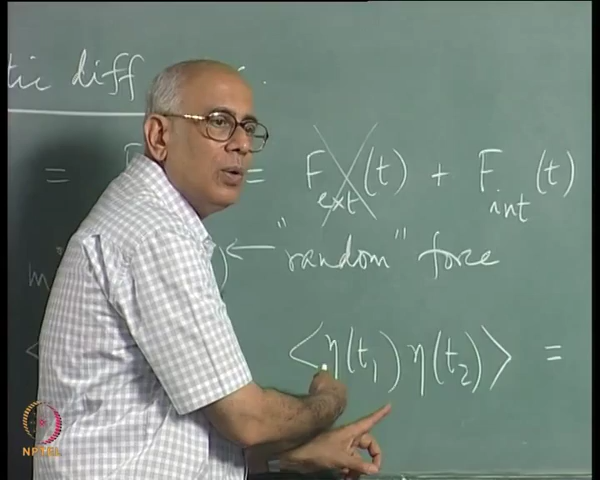 tic diff
= F = F_ext(t) + F_int(t)
m ) ← "random" force
< <η(t₁) η(t₂)> =
NPTEL